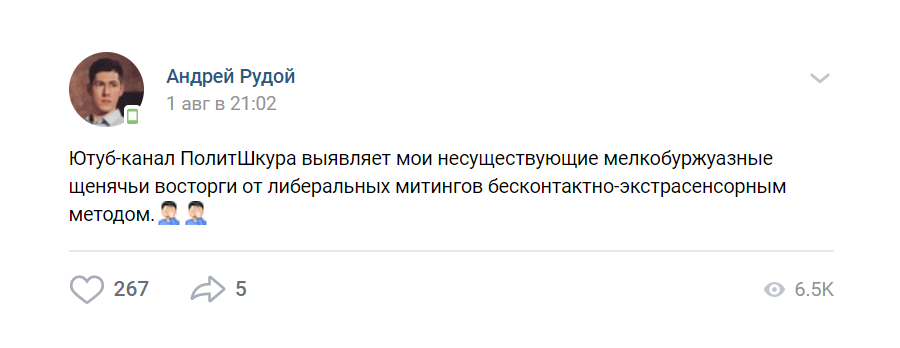 Андрей Рудой
1 авг в 21:02
Ютуб-канал ПолитШкура выявляет мои несуществующие мелкобуржуазные
щенячьи восторги от либеральных митингов бесконтактно-экстрасенсорным
методом.🤦🏻‍♂️🤦🏻‍♂️
267 5 6.5K